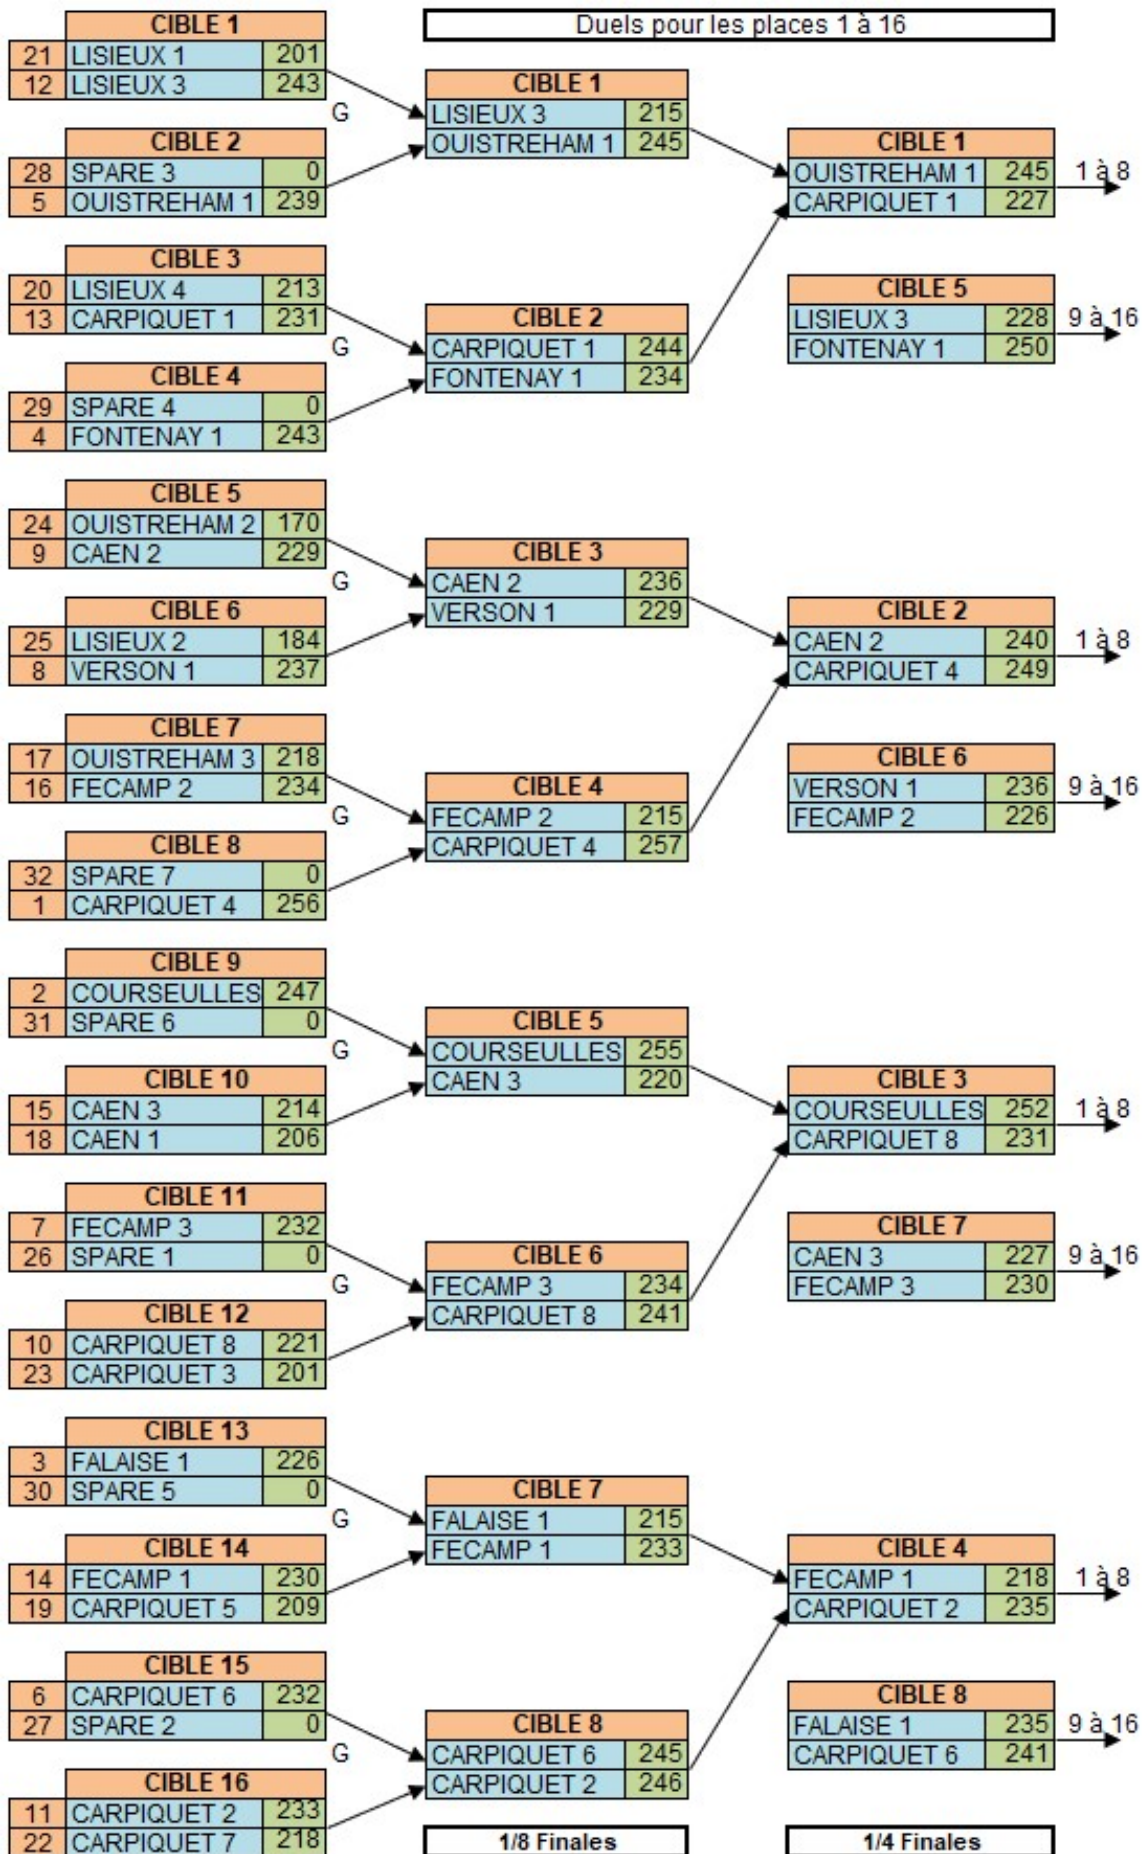 Duels pour les places 1 à 16
CIBLE 1
21 LISIEUX 1 201
12 LISIEUX 3 243
G
CIBLE 2
28 SPARE 3 0
5 OUISTREHAM 1 239
CIBLE 3
20 LISIEUX 4 213
13 CARPIQUET 1 231
G
CIBLE 4
29 SPARE 4 0
4 FONTENAY 1 243
CIBLE 5
24 OUISTREHAM 2 170
9 CAEN 2 229
G
CIBLE 6
25 LISIEUX 2 184
8 VERSON 1 237
CIBLE 7
17 OUISTREHAM 3 218
16 FECAMP 2 234
G
CIBLE 8
32 SPARE 7 0
1 CARPIQUET 4 256
CIBLE 9
2 COURSEULLES 247
31 SPARE 6 0
G
CIBLE 10
15 CAEN 3 214
18 CAEN 1 206
CIBLE 11
7 FECAMP 3 232
26 SPARE 1 0
G
CIBLE 12
10 CARPIQUET 8 221
23 CARPIQUET 3 201
CIBLE 13
3 FALAISE 1 226
30 SPARE 5 0
G
CIBLE 14
14 FECAMP 1 230
19 CARPIQUET 5 209
CIBLE 15
6 CARPIQUET 6 232
27 SPARE 2 0
G
CIBLE 16
11 CARPIQUET 2 233
22 CARPIQUET 7 218
CIBLE 1
LISIEUX 3 215
OUISTREHAM 1 245
CIBLE 2
CARPIQUET 1 244
FONTENAY 1 234
CIBLE 3
CAEN 2 236
VERSON 1 229
CIBLE 4
FECAMP 2 215
CARPIQUET 4 257
CIBLE 5
COURSEULLES 255
CAEN 3 220
CIBLE 6
FECAMP 3 234
CARPIQUET 8 241
CIBLE 7
FALAISE 1 215
FECAMP 1 233
CIBLE 8
CARPIQUET 6 245
CARPIQUET 2 246
1/8 Finales
CIBLE 1
OUISTREHAM 1 245 1 à 8
CARPIQUET 1 227
CIBLE 5
LISIEUX 3 228 9 à 16
FONTENAY 1 250
CIBLE 2
CAEN 2 240 1 à 8
CARPIQUET 4 249
CIBLE 6
VERSON 1 236 9 à 16
FECAMP 2 226
CIBLE 3
COURSEULLES 252 1 à 8
CARPIQUET 8 231
CIBLE 7
CAEN 3 227 9 à 16
FECAMP 3 230
CIBLE 4
FECAMP 1 218 1 à 8
CARPIQUET 2 235
CIBLE 8
FALAISE 1 235 9 à 16
CARPIQUET 6 241
1/4 Finales